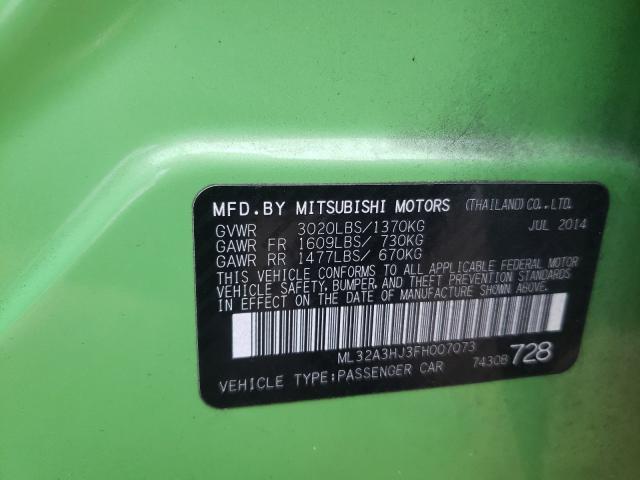 MFD.BY MITSUBISHI MOTORS (THAILAND) CO.,LTD.
GVWR 3020LBS/1370KG JUL 2014
GAWR FR 1609LBS/ 730KG
GAWR RR 1477LBS/ 670KG
THIS VEHICLE CONFORMS TO ALL APPLICABLE FEDERAL MOTOR
VEHICLE SAFETY, BUMPER, AND THEFT PREVENTION STANDARDS
IN EFFECT ON THE DATE OF MANUFACTURE SHOWN ABOVE.
ML32A3HJ3FH007073
VEHICLE TYPE:PASSENGER CAR 7430B 728